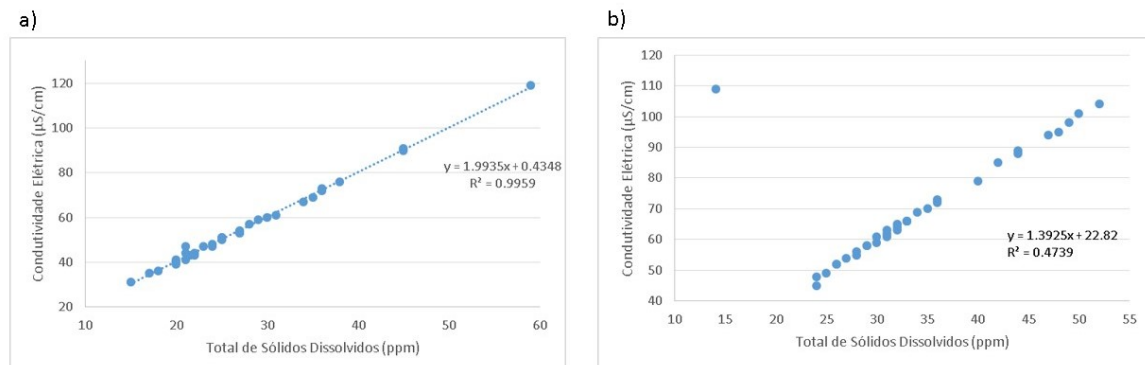 a)
120
100
80
60
40
20
Condutividade Elétrica (µS/cm)
y = 1.9935x + 0.4348
R² = 0.9959
10 20 30 40 50 60
Total de Sólidos Dissolvidos (ppm)
b)
120
110
100
90
80
70
60
50
40
Condutividade Elétrica (µS/cm)
y = 1.3925x + 22.82
R² = 0.4739
10 15 20 25 30 35 40 45 50 55
Total de Sólidos Dissolvidos (ppm)